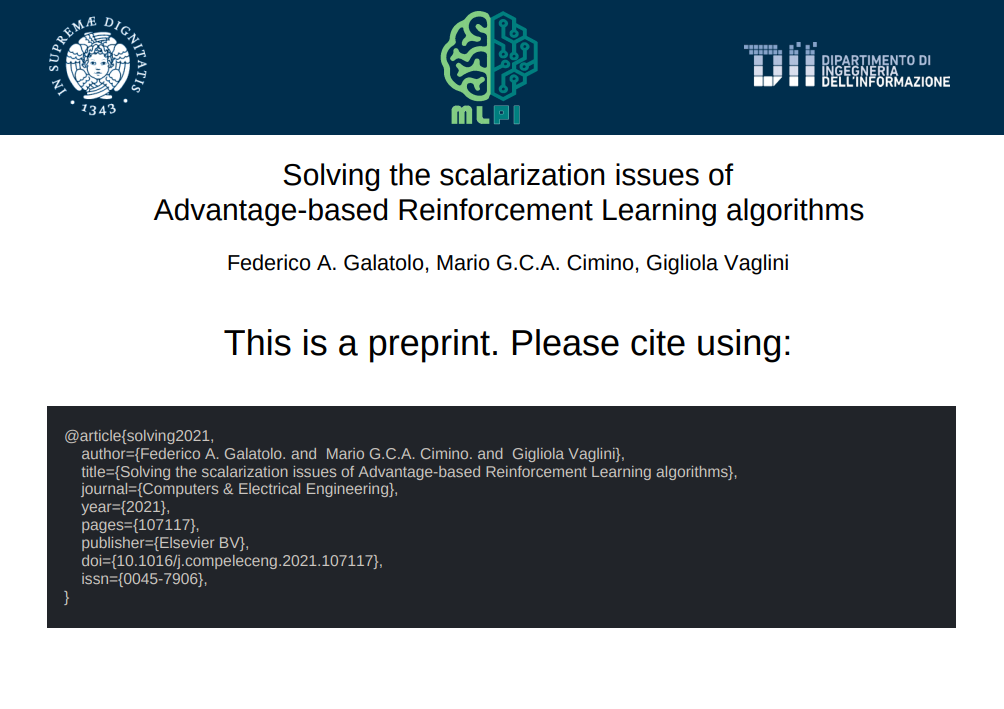 IN SUPREMÆ DIGNITATIS
• 1343 •
MLPI
DII
DIPARTIMENTO DI
INGEGNERIA
DELL'INFORMAZIONE
Solving the scalarization issues of
Advantage-based Reinforcement Learning algorithms
Federico A. Galatolo, Mario G.C.A. Cimino, Gigliola Vaglini
This is a preprint. Please cite using:
@article{solving2021,
author={Federico A. Galatolo. and  Mario G.C.A. Cimino. and  Gigliola Vaglini},
title={Solving the scalarization issues of Advantage-based Reinforcement Learning algorithms},
journal={Computers & Electrical Engineering},
year={2021},
pages={107117},
publisher={Elsevier BV},
doi={10.1016/j.compeleceng.2021.107117},
issn={0045-7906},
}